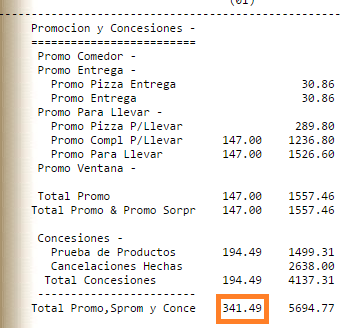 (01)
--------------------------------------------------
Promocion y Concesiones -
=========================
Promo Comedor -
Promo Entrega -
Promo Pizza Entrega 30.86
Promo Entrega 30.86
Promo Para Llevar -
Promo Pizza P/Llevar 289.80
Promo Compl P/Llevar 147.00 1236.80
Promo Para Llevar 147.00 1526.60
Promo Ventana -
Total Promo 147.00 1557.46
Total Promo & Promo Sorpr 147.00 1557.46
Concesiones -
Prueba de Productos 194.49 1499.31
Cancelaciones Hechas 2638.00
Total Concesiones 194.49 4137.31
------------------------
Total Promo,Sprom y Conce 341.49 5694.77